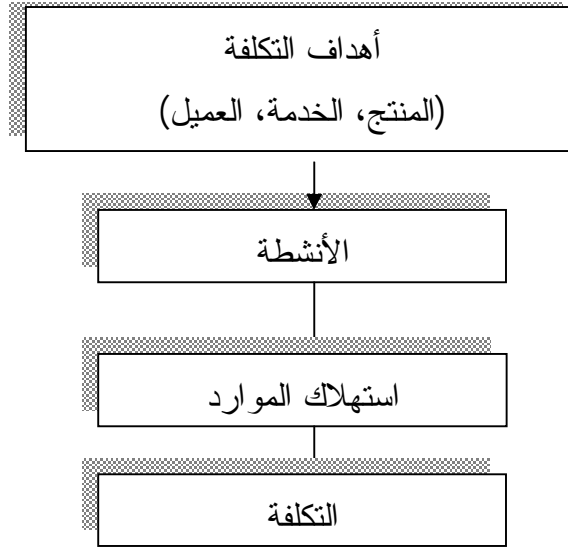 أهداف التكلفة
(المنتج، الخدمة، العميل)
الأنشطة
استهلاك الموارد
التكلفة